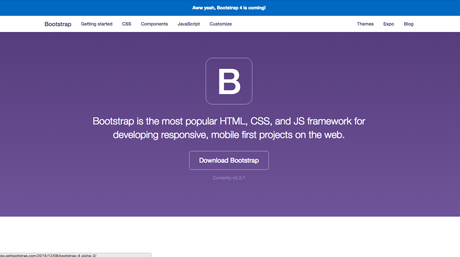 Aww yeah, Bootstrap 4 is coming!
Bootstrap Getting started CSS Components JavaScript Customize Themes Expo Blog
B
Bootstrap is the most popular HTML, CSS, and JS framework for
developing responsive, mobile first projects on the web.
Download Bootstrap
Currently v3.3.7